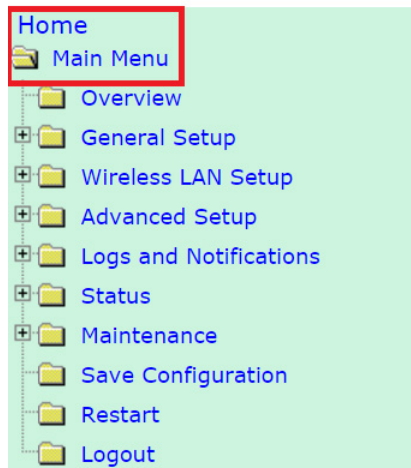 Home
Main Menu
Overview
General Setup
Wireless LAN Setup
Advanced Setup
Logs and Notifications
Status
Maintenance
Save Configuration
Restart
Logout